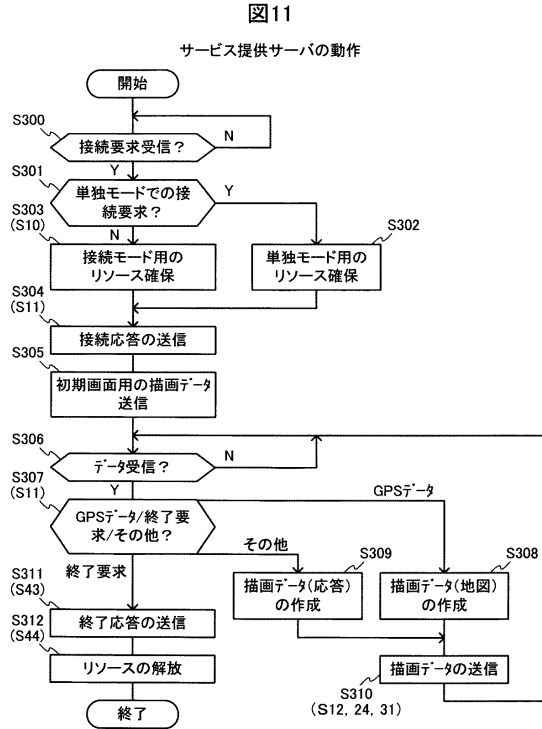 図11
サービス提供サーバの動作
開始
S300
接続要求受信？
N
Y
S301
単独モードでの接
続要求？
Y
N
S303
(S10)
接続モード用の
リソース確保
S302
単独モード用の
リソース確保
S304
(S11)
接続応答の送信
S305
初期画面用の描画データ
送信
S306
データ受信？
N
Y
S307
(S11)
GPSデータ/終了要
求/その他？
GPSデータ
その他
終了要求
S309
描画データ(応答)
の作成
S308
描画データ(地図)
の作成
S311
(S43)
終了応答の送信
S312
(S44)
リソースの解放
描画データの送信
S310
(S12, 24, 31)
終了